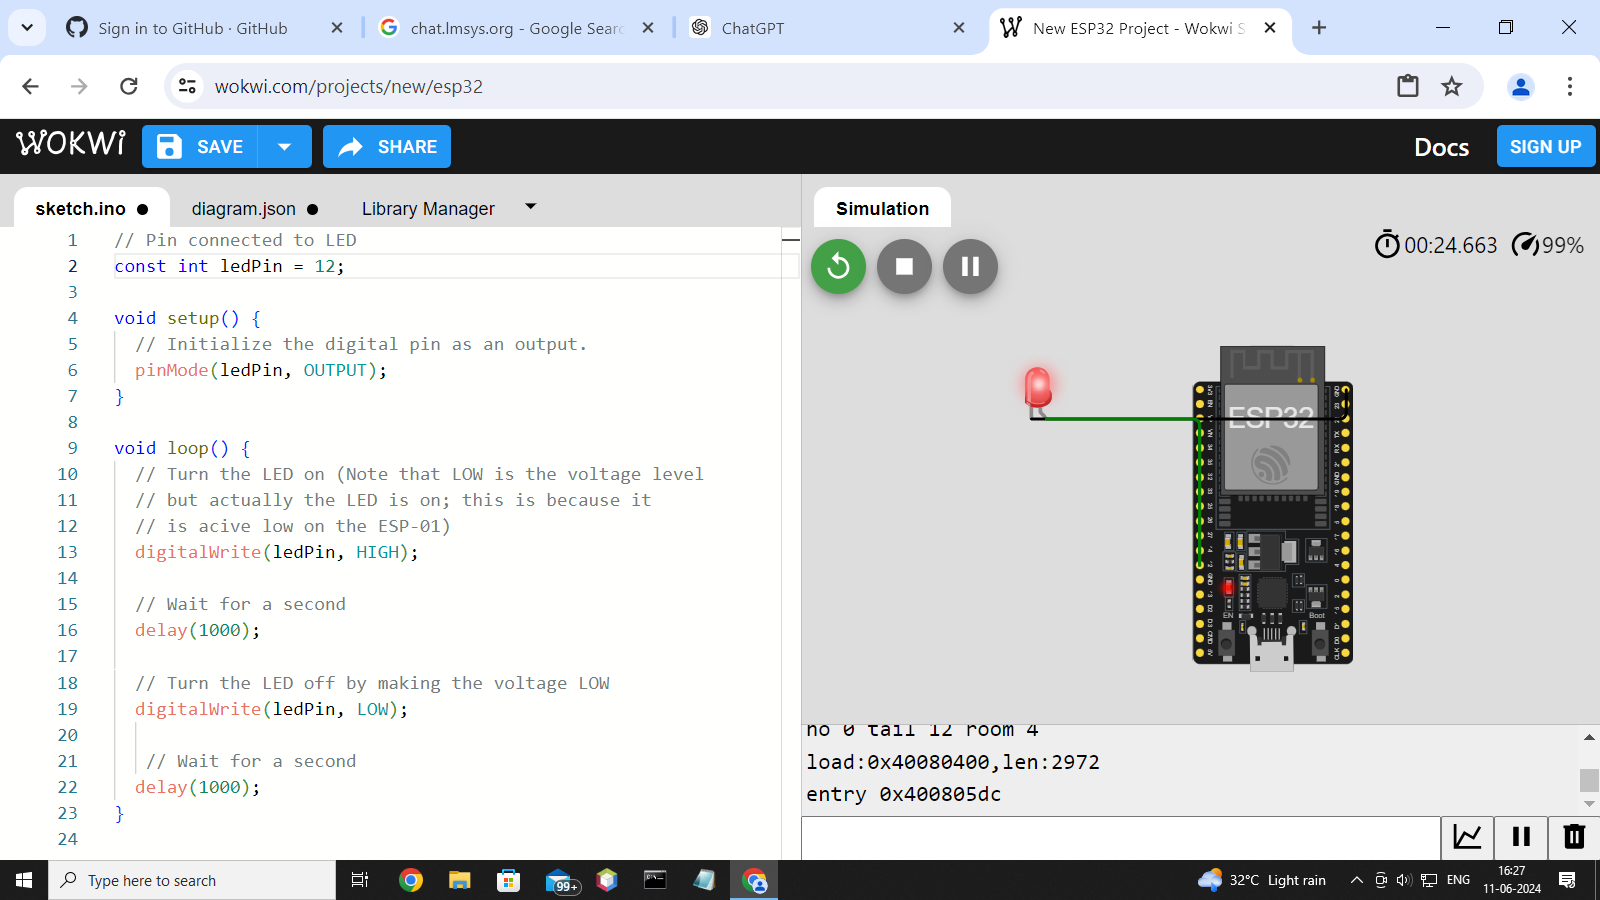 Sign in to GitHub · GitHub
chat.lmsys.org - Google Searc
ChatGPT
New ESP32 Project - Wokwi S
wokwi.com/projects/new/esp32
WOKWi
SAVE
SHARE
Docs
SIGN UP
sketch.ino ●
diagram.json ●
Library Manager
1 // Pin connected to LED
2 const int ledPin = 12;
3
4 void setup() {
5 // Initialize the digital pin as an output.
6 pinMode(ledPin, OUTPUT);
7 }
8
9 void loop() {
10 // Turn the LED on (Note that LOW is the voltage level
11 // but actually the LED is on; this is because it
12 // is acive low on the ESP-01)
13 digitalWrite(ledPin, HIGH);
14
15 // Wait for a second
16 delay(1000);
17
18 // Turn the LED off by making the voltage LOW
19 digitalWrite(ledPin, LOW);
20
21 // Wait for a second
22 delay(1000);
23 }
24
Simulation
00:24.663
99%
ESP32
EN
Boot
ho 0 tail 12 room 4
load:0x40080400,len:2972
entry 0x400805dc
Type here to search
99+
32°C Light rain
ENG
16:27
11-06-2024